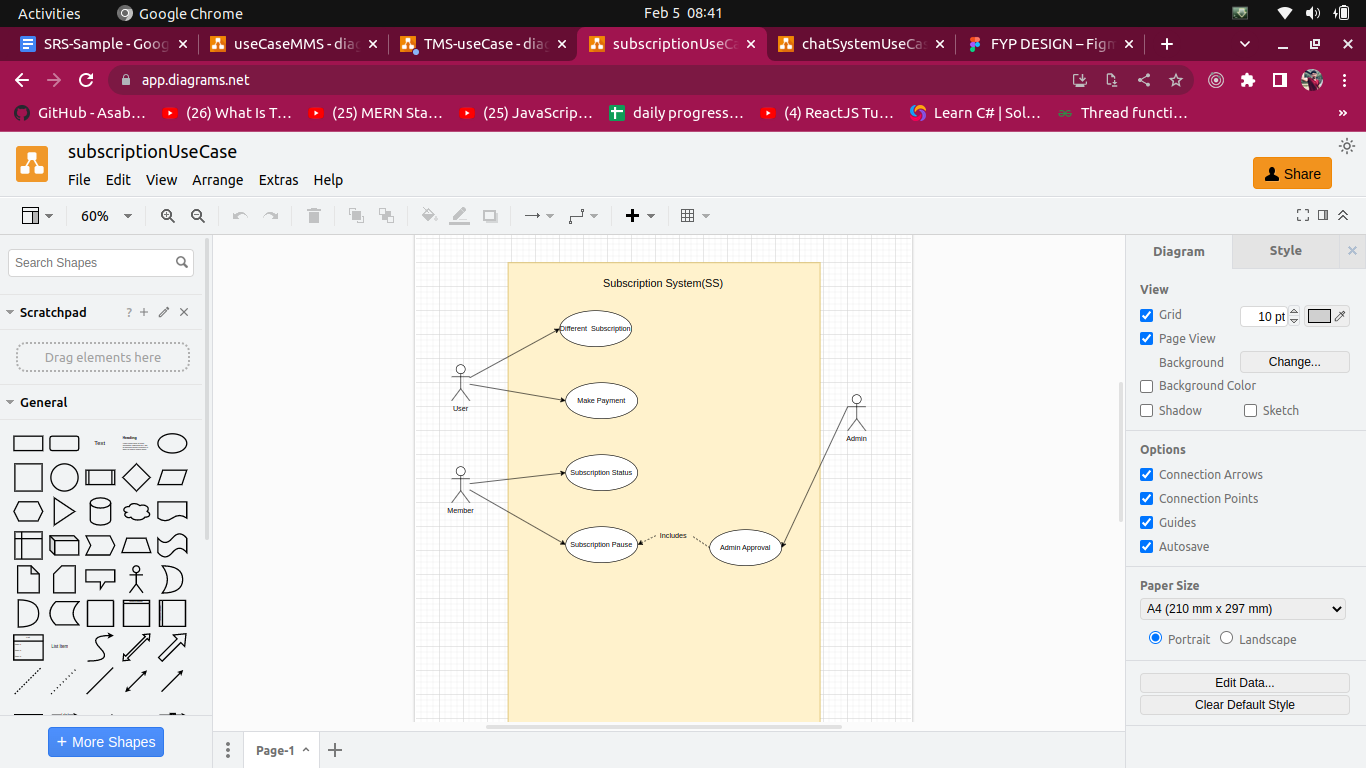 Activities Google Chrome Feb 5 08:41
SRS-Sample - Goog useCaseMMS - diag TMS-useCase - diag subscriptionUseCa chatSystemUseCas FYP DESIGN – Figm
app.diagrams.net
GitHub - Asab… (26) What Is T… (25) MERN Sta… (25) JavaScrip… daily progress… (4) ReactJS Tu… Learn C# | Sol… Thread functi… »
subscriptionUseCase
File Edit View Arrange Extras Help
Share
60%
Search Shapes
Scratchpad
Drag elements here
General
Text
Heading
List Item
+ More Shapes
Subscription System(SS)
Different Subscription
User
Make Payment
Admin
Subscription Status
Member
Subscription Pause
Includes
Admin Approval
Page-1
Diagram Style
View
Grid 10 pt
Page View
Background Change...
Background Color
Shadow Sketch
Options
Connection Arrows
Connection Points
Guides
Autosave
Paper Size
A4 (210 mm x 297 mm)
Portrait Landscape
Edit Data...
Clear Default Style